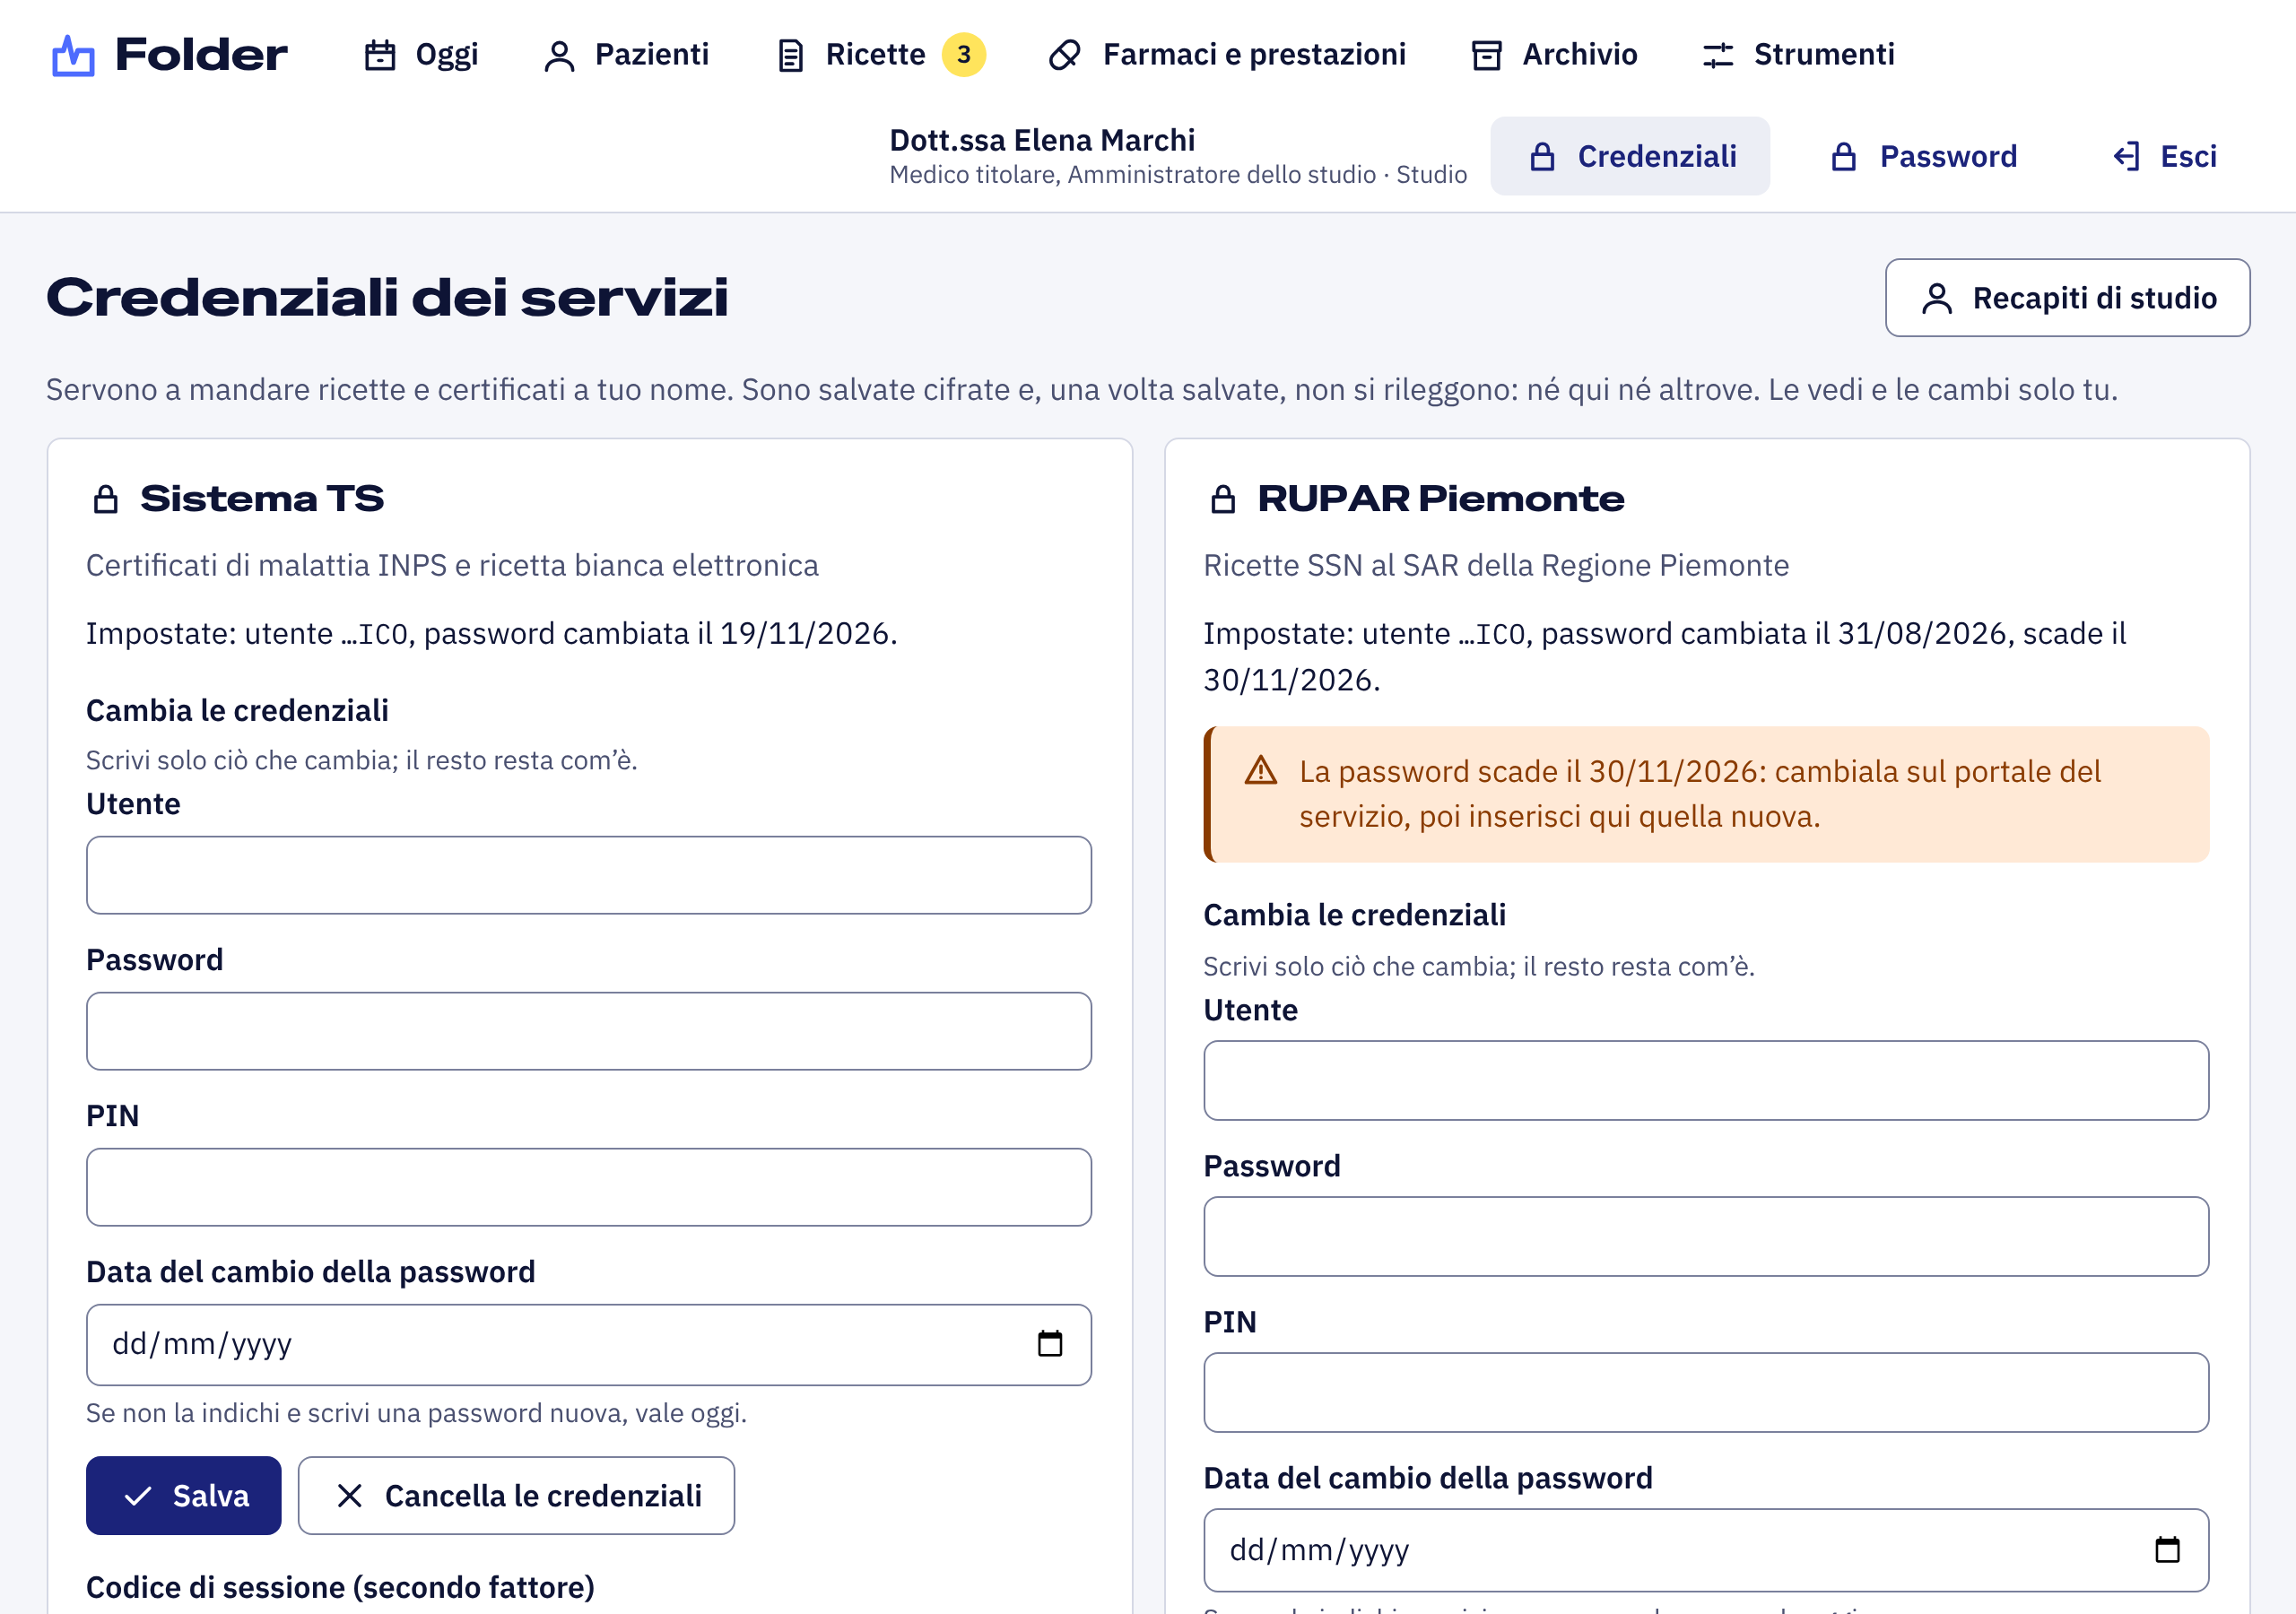 Folder
Oggi
Pazienti
Ricette 3
Farmaci e prestazioni
Archivio
Strumenti
Dott.ssa Elena Marchi
Medico titolare, Amministratore dello studio · Studio
Credenziali
Password
Esci
Credenziali dei servizi
Recapiti di studio
Servono a mandare ricette e certificati a tuo nome. Sono salvate cifrate e, una volta salvate, non si rileggono: né qui né altrove. Le vedi e le cambi solo tu.
Sistema TS
Certificati di malattia INPS e ricetta bianca elettronica
Impostate: utente …ICO, password cambiata il 19/11/2026.
Cambia le credenziali
Scrivi solo ciò che cambia; il resto resta com’è.
Utente
Password
PIN
Data del cambio della password
dd/mm/yyyy
Se non la indichi e scrivi una password nuova, vale oggi.
Salva
Cancella le credenziali
Codice di sessione (secondo fattore)
RUPAR Piemonte
Ricette SSN al SAR della Regione Piemonte
Impostate: utente …ICO, password cambiata il 31/08/2026, scade il
30/11/2026.
La password scade il 30/11/2026: cambiala sul portale del
servizio, poi inserisci qui quella nuova.
Cambia le credenziali
Scrivi solo ciò che cambia; il resto resta com’è.
Utente
Password
PIN
Data del cambio della password
dd/mm/yyyy